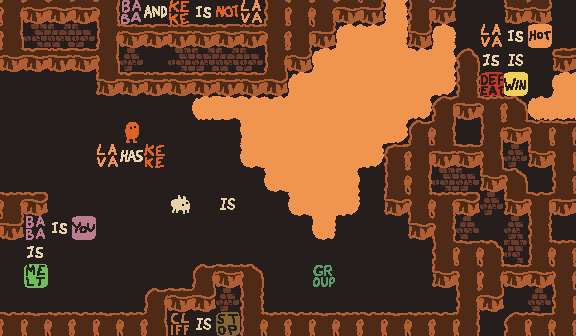 BABA AND KEKE IS NOT LAVA
LAVA IS HOT
IS IS
DEFEAT WIN
LAVA HAS KEKE
IS
BABA IS YOU
IS
MELT
GROUP
CLIFF IS STOP